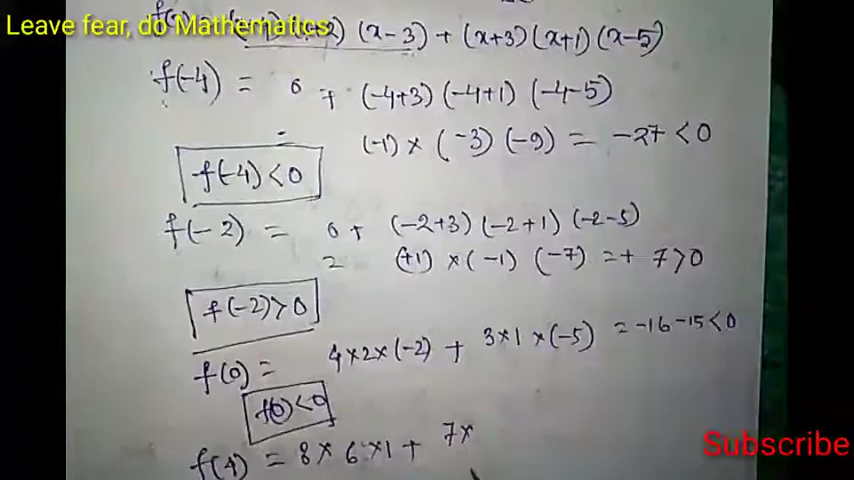 Leave fear, do Mathematics
(x-3) + (x+3) (x+1) (x-5)
f(-4) = 0 + (-4+3) (-4+1) (-4-5)
= (-1) × (-3) (-9) = -27 < 0
f(-4) < 0
f(-2) = 0 + (-2+3) (-2+1) (-2-5)
= (+1) × (-1) (-7) = + 7 > 0
f(-2) > 0
f(0) = 4×2×(-2) + 3×1×(-5) = -16-15 < 0
f(0) < 0
f(4) = 8 × 6 × 1 + 7×
Subscribe